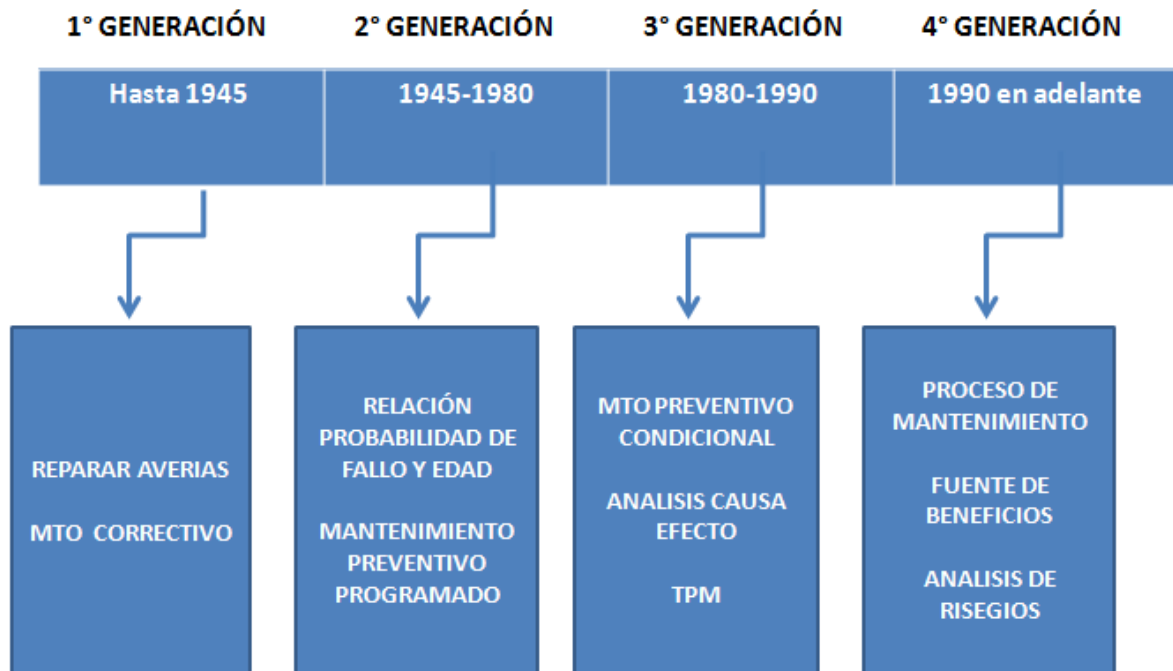 1° GENERACIÓN
2° GENERACIÓN
3° GENERACIÓN
4° GENERACIÓN
Hasta 1945
1945-1980
1980-1990
1990 en adelante
REPARAR AVERIAS
MTO CORRECTIVO
RELACIÓN
PROBABILIDAD DE
FALLO Y EDAD
MANTENIMIENTO
PREVENTIVO
PROGRAMADO
MTO PREVENTIVO
CONDICIONAL
ANALISIS CAUSA
EFECTO
TPM
PROCESO DE
MANTENIMIENTO
FUENTE DE
BENEFICIOS
ANALISIS DE
RISEGIOS